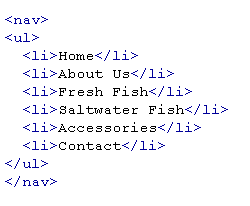 <nav>
<ul>
  <li>Home</li>
  <li>About Us</li>
  <li>Fresh Fish</li>
  <li>Saltwater Fish</li>
  <li>Accessories</li>
  <li>Contact</li>
</ul>
</nav>